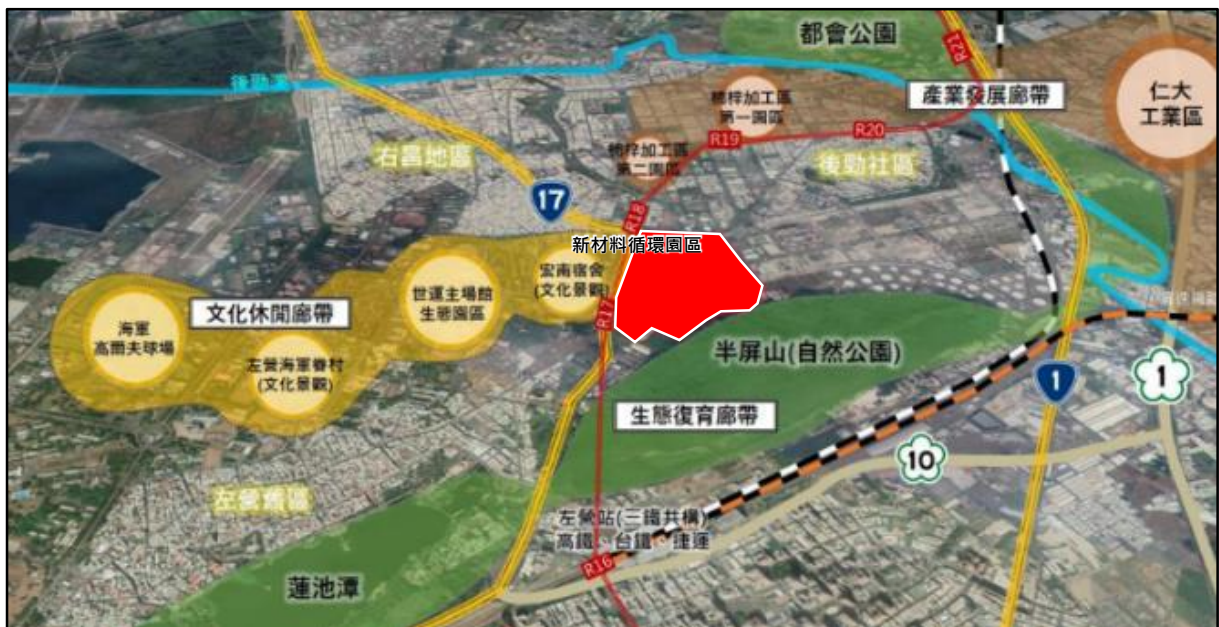 都會公園
R21
後勁溪
產業發展廊帶
仁大
工業區
楠梓加工區
第一園區
R20
R19
右昌地區
楠梓加工區
第二園區
後勁社區
17
R18
新材料循環園區
宏南宿舍
(文化景觀)
世運主場館
生態園區
文化休閒廊帶
R17
海軍
高爾夫球場
左營海軍眷村
(文化景觀)
半屏山(自然公園)
1
1
生態復育廊帶
10
左營舊區
左營站(三鐵共構)
高鐵、台鐵、捷運
R16
蓮池潭